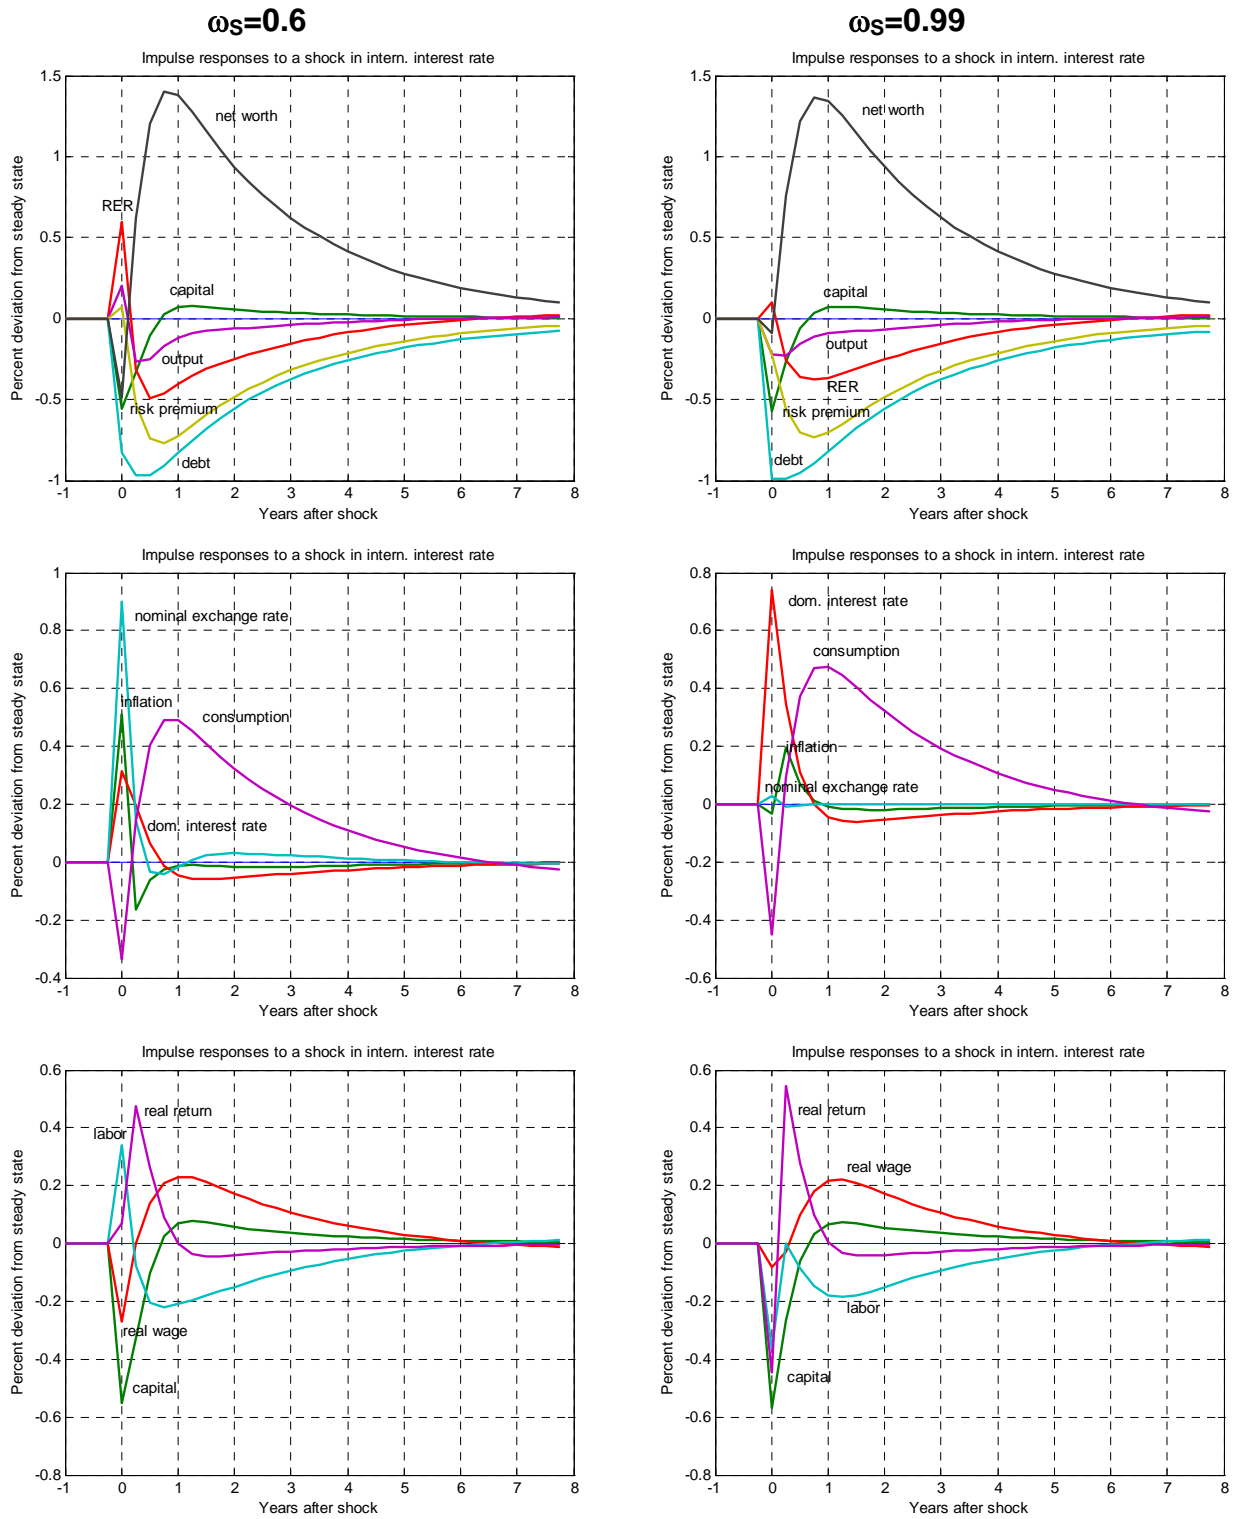 ωS=0.6
ωS=0.99
Impulse responses to a shock in intern. interest rate
Percent deviation from steady state
1.5
1
0.5
0
-0.5
-1
net worth
RER
capital
output
risk premium
debt
-1 0 1 2 3 4 5 6 7 8
Years after shock
Impulse responses to a shock in intern. interest rate
Percent deviation from steady state
1.5
1
0.5
0
-0.5
-1
net worth
capital
output
RER
risk premium
debt
-1 0 1 2 3 4 5 6 7 8
Years after shock
Impulse responses to a shock in intern. interest rate
Percent deviation from steady state
1
0.8
0.6
0.4
0.2
0
-0.2
-0.4
nominal exchange rate
inflation
consumption
dom. interest rate
-1 0 1 2 3 4 5 6 7 8
Years after shock
Impulse responses to a shock in intern. interest rate
Percent deviation from steady state
0.8
0.6
0.4
0.2
0
-0.2
-0.4
-0.6
dom. interest rate
consumption
inflation
nominal exchange rate
-1 0 1 2 3 4 5 6 7 8
Years after shock
Impulse responses to a shock in intern. interest rate
Percent deviation from steady state
0.6
0.4
0.2
0
-0.2
-0.4
-0.6
-0.8
real return
labor
real wage
capital
-1 0 1 2 3 4 5 6 7 8
Years after shock
Impulse responses to a shock in intern. interest rate
Percent deviation from steady state
0.6
0.4
0.2
0
-0.2
-0.4
-0.6
-0.8
real return
real wage
labor
capital
-1 0 1 2 3 4 5 6 7 8
Years after shock